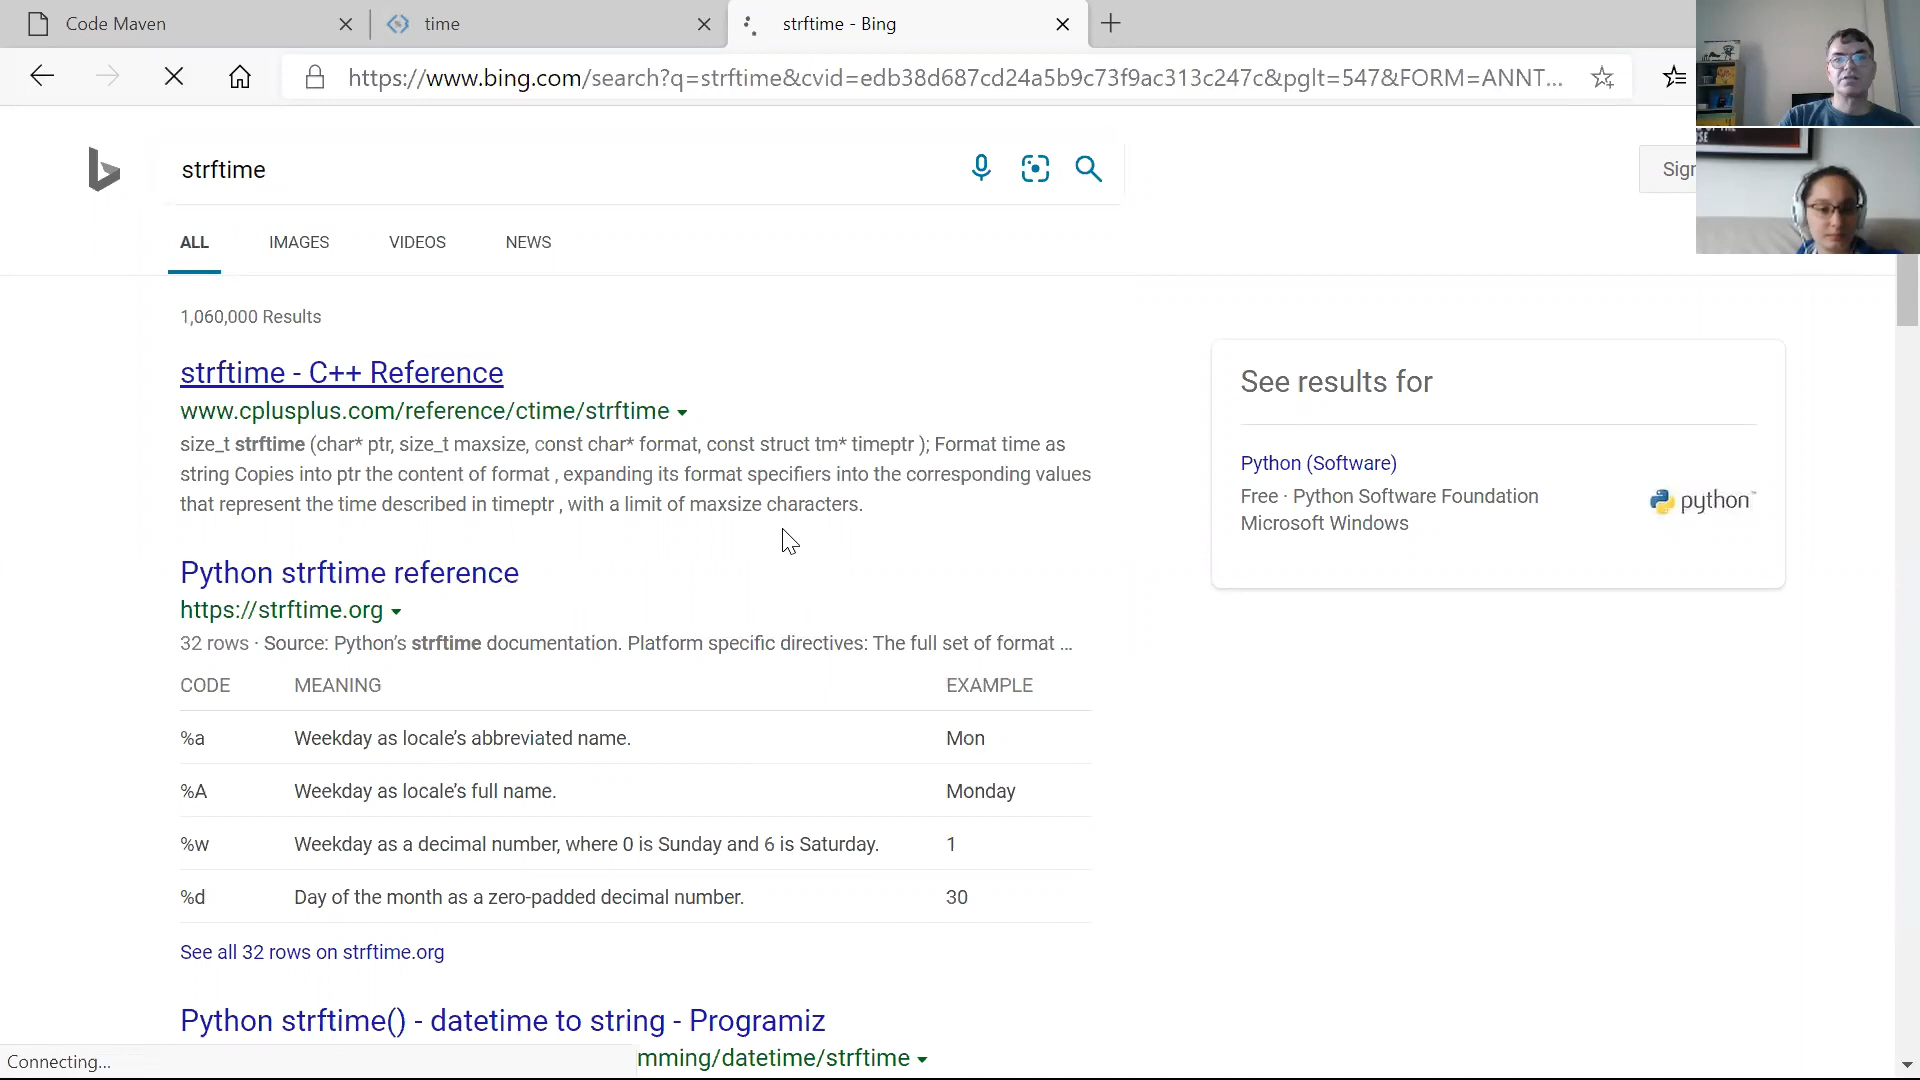 Code Maven
time
strftime - Bing
https://www.bing.com/search?q=strftime&cvid=edb38d687cd24a5b9c73f9ac313c247c&pglt=547&FORM=ANNT...
strftime
Sigr
ALL IMAGES VIDEOS NEWS
1,060,000 Results
strftime - C++ Reference
www.cplusplus.com/reference/ctime/strftime
size_t strftime (char* ptr, size_t maxsize, const char* format, const struct tm* timeptr ); Format time as
string Copies into ptr the content of format , expanding its format specifiers into the corresponding values
that represent the time described in timeptr , with a limit of maxsize characters.
See results for
Python (Software)
Free · Python Software Foundation
Microsoft Windows
python
Python strftime reference
https://strftime.org
32 rows · Source: Python's strftime documentation. Platform specific directives: The full set of format ...
CODE MEANING EXAMPLE
%a Weekday as locale's abbreviated name. Mon
%A Weekday as locale's full name. Monday
%w Weekday as a decimal number, where 0 is Sunday and 6 is Saturday. 1
%d Day of the month as a zero-padded decimal number. 30
See all 32 rows on strftime.org
Python strftime() - datetime to string - Programiz
mming/datetime/strftime
Connecting...